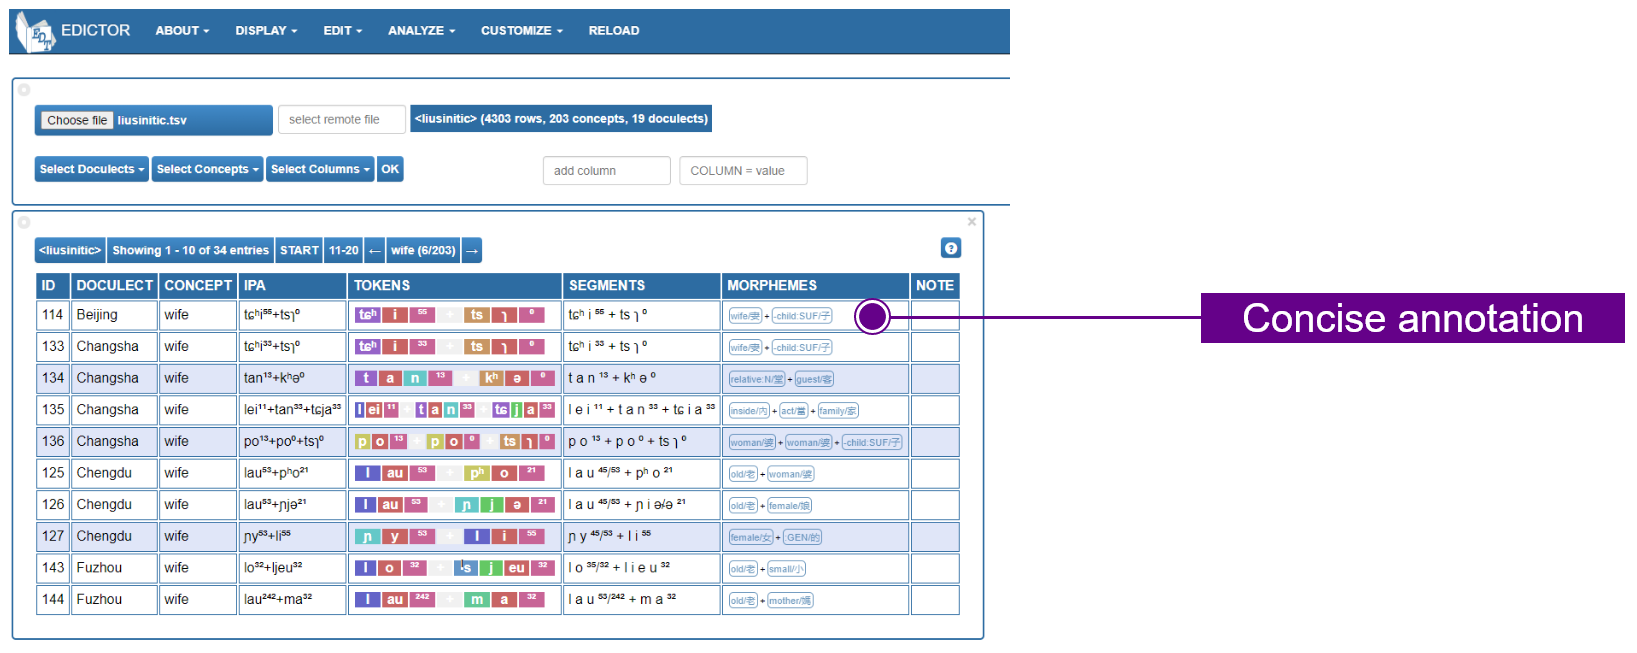 EDICTOR ABOUT DISPLAY EDIT ANALYZE CUSTOMIZE RELOAD
Choose file liusinitic.tsv select remote file <liusinitic> (4303 rows, 203 concepts, 19 doculects)
Select Doculects Select Concepts Select Columns OK add column COLUMN = value
<liusinitic> Showing 1 - 10 of 34 entries START 11-20 ← wife (6/203) → ?
ID DOCULECT CONCEPT IPA TOKENS SEGMENTS MORPHEMES NOTE
114 Beijing wife tɕʰi⁵⁵+tsʅ⁰ tɕʰ i ⁵⁵ + ts ʅ ⁰ tɕʰ i ⁵⁵ + ts ʅ ⁰ wife/妻 + -child:SUF/子
Concise annotation
133 Changsha wife tɕʰi³³+tsʅ⁰ tɕʰ i ³³ + ts ʅ ⁰ tɕʰ i ³³ + ts ʅ ⁰ wife/妻 + -child:SUF/子
134 Changsha wife tan¹³+kʰə⁰ t a n ¹³ + kʰ ə ⁰ t a n ¹³ + kʰ ə ⁰ relative:N/堂 + guest/客
135 Changsha wife lei¹¹+tan³³+tɕja³³ l ei ¹¹ + t a n ³³ + tɕ j a ³³ l e i ¹¹ + t a n ³³ + tɕ i a ³³ inside/内 + act/當 + family/家
136 Changsha wife po¹³+po⁰+tsʅ⁰ p o ¹³ + p o ⁰ + ts ʅ ⁰ p o ¹³ + p o ⁰ + ts ʅ ⁰ woman/婆 + woman/婆 + -child:SUF/子
125 Chengdu wife lau⁵³+pʰo²¹ l au ⁵³ + pʰ o ²¹ l a u ⁴⁵/⁵³ + pʰ o ²¹ old/老 + woman/婆
126 Chengdu wife lau⁵³+ɲjə²¹ l au ⁵³ + ɲ j ə ²¹ l a u ⁴⁵/⁵³ + ɲ i ə/ə ²¹ old/老 + female/娘
127 Chengdu wife ɲy⁵³+li⁵⁵ ɲ y ⁵³ + l i ⁵⁵ ɲ y ⁴⁵/⁵³ + l i ⁵⁵ female/女 + :GEN/的
143 Fuzhou wife lo³²+ljeu³² l o ³² + s j eu ³² l o ³⁵/³² + l i e u ³² old/老 + small/小
144 Fuzhou wife lau²⁴²+ma³² l au ²⁴² + m a ³² l a u ⁵³/²⁴² + m a ³² old/老 + mother/媽